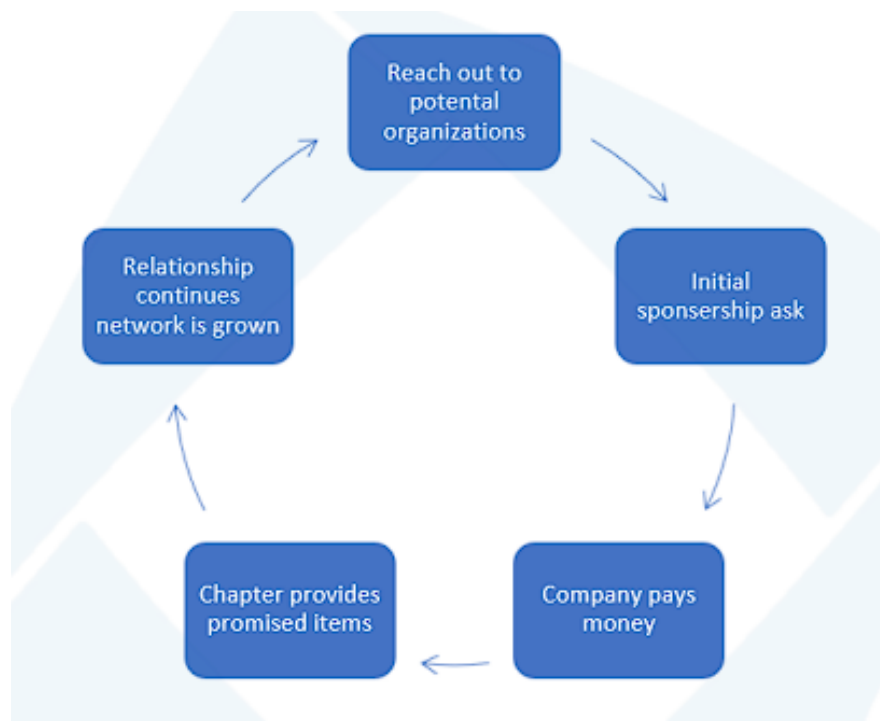 Reach out to
potental
organizations
Initial
sponsership ask
Company pays
money
Chapter provides
promised items
Relationship
continues
network is grown